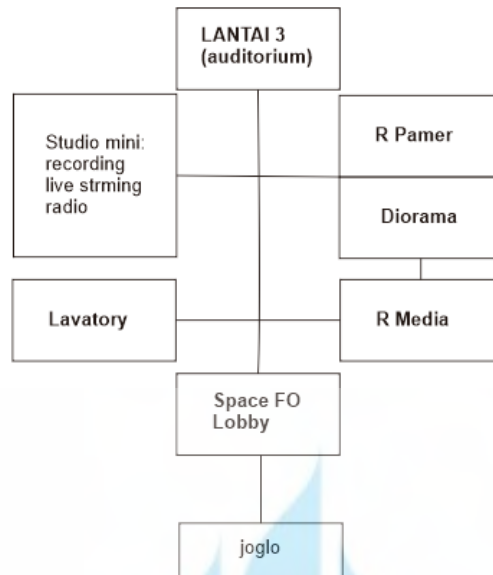 LANTAI 3
(auditorium)
Studio mini:
recording
live strming
radio
R Pamer
Diorama
Lavatory
R Media
Space FO
Lobby
joglo